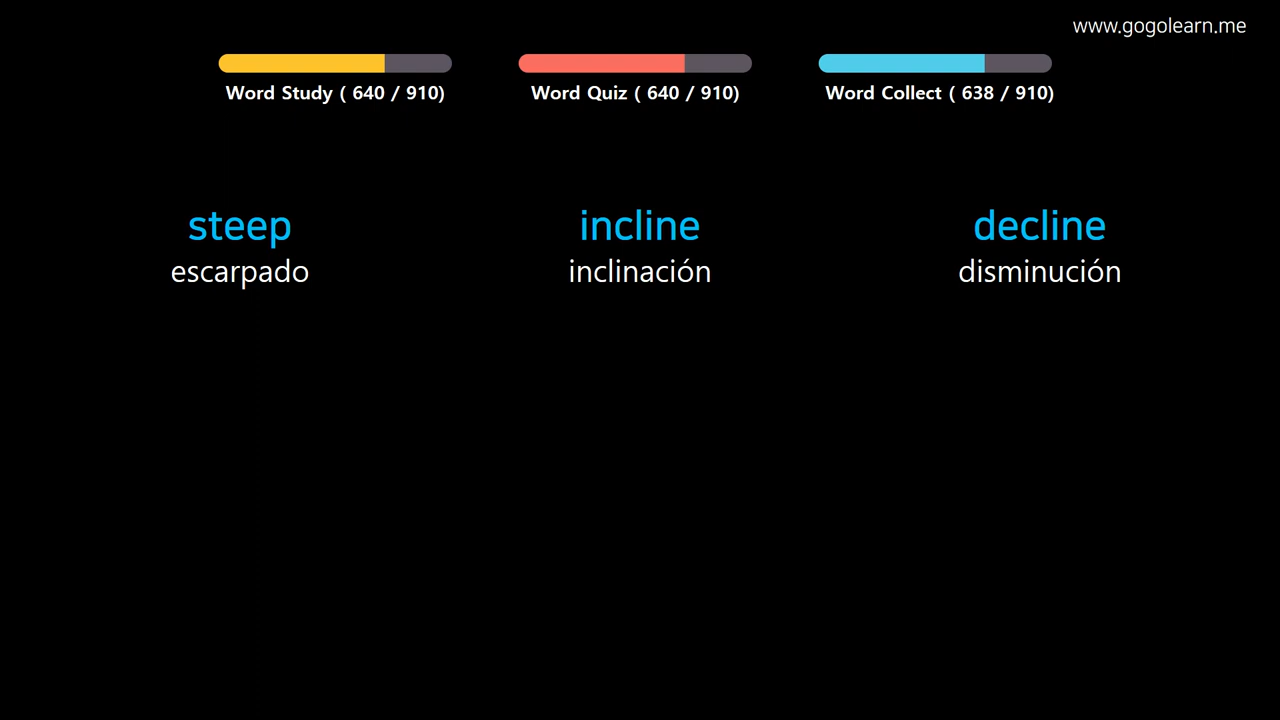 www.gogolearn.me
Word Study ( 640 / 910)
Word Quiz ( 640 / 910)
Word Collect ( 638 / 910)
steep
incline
decline
escarpado
inclinación
disminución